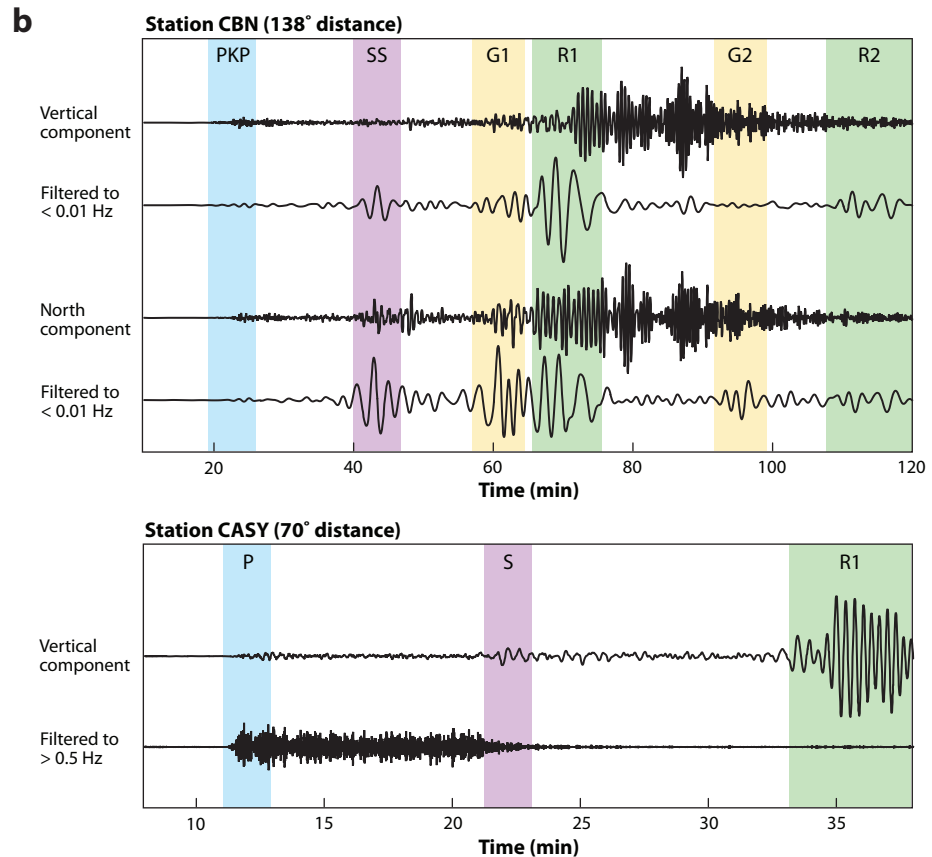 b
Station CBN (138° distance)
PKP SS G1 R1 G2 R2
Vertical
component
Filtered to
< 0.01 Hz
North
component
Filtered to
< 0.01 Hz
20 40 60 80 100 120
Time (min)
Station CASY (70° distance)
P S R1
Vertical
component
Filtered to
> 0.5 Hz
10 15 22 25 30 35
Time (min)